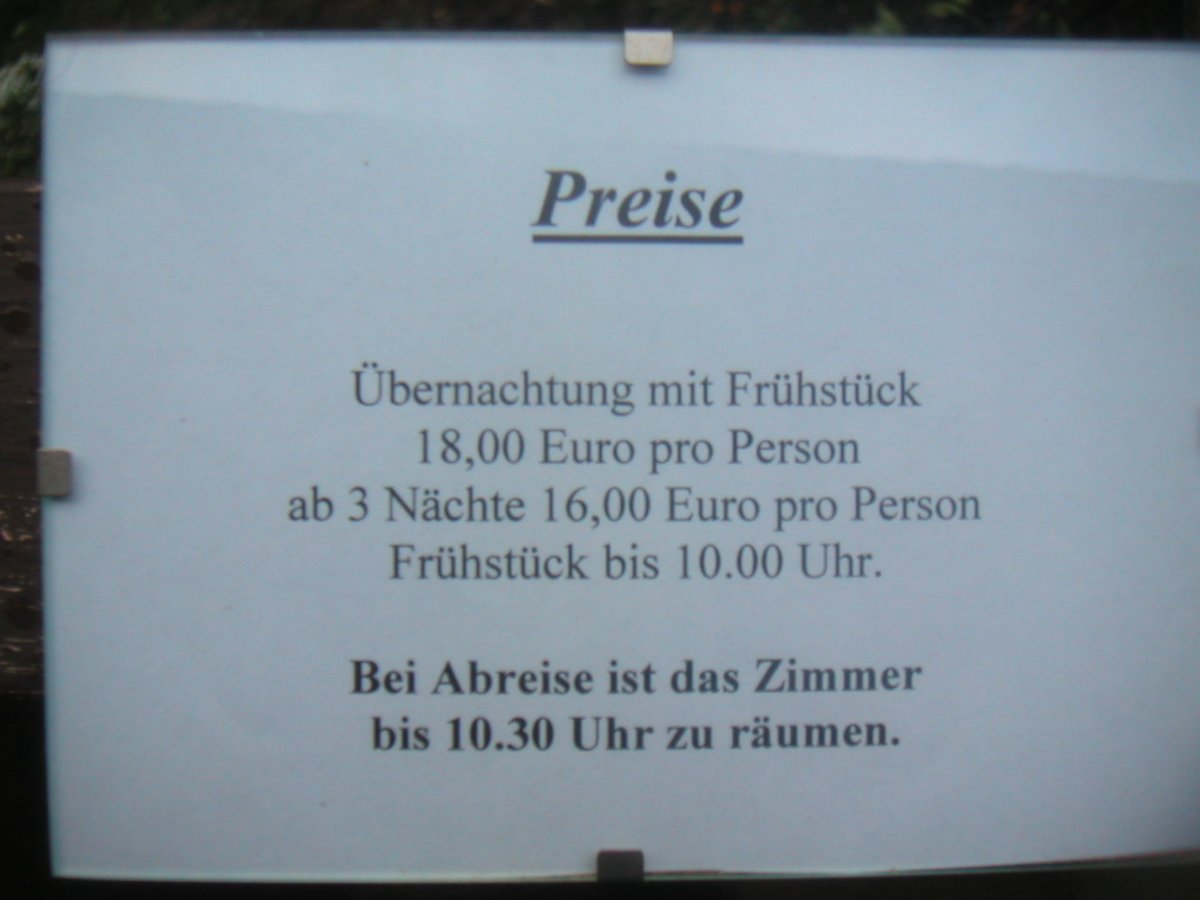 Preise
Übernachtung mit Frühstück
18,00 Euro pro Person
ab 3 Nächte 16,00 Euro pro Person
Frühstück bis 10.00 Uhr.
Bei Abreise ist das Zimmer
bis 10.30 Uhr zu räumen.